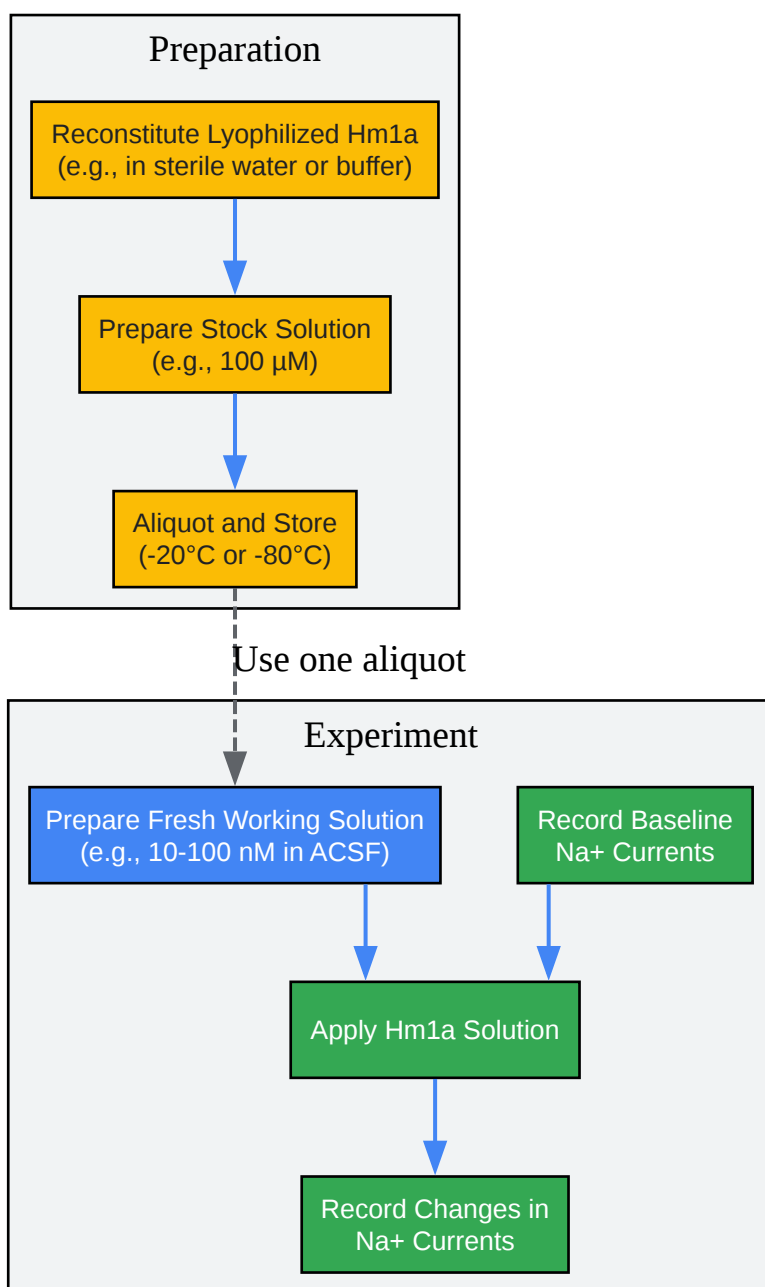 Preparation
Reconstitute Lyophilized Hm1a
(e.g., in sterile water or buffer)
Prepare Stock Solution
(e.g., 100 µM)
Aliquot and Store
(-20°C or -80°C)
Use one aliquot
Experiment
Prepare Fresh Working Solution
(e.g., 10-100 nM in ACSF)
Record Baseline
Na+ Currents
Apply Hm1a Solution
Record Changes in
Na+ Currents